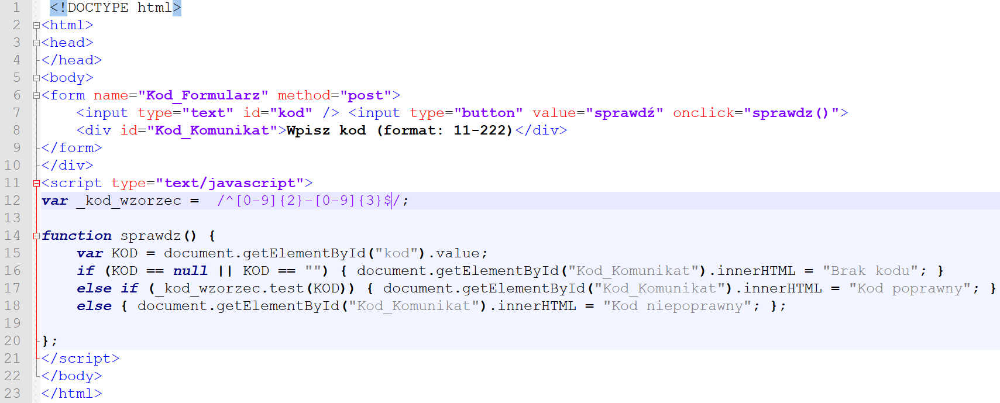 1 <!DOCTYPE html>
2 <html>
3 <head>
4 </head>
5 <body>
6 <form name="Kod_Formularz" method="post">
7     <input type="text" id="kod" /> <input type="button" value="sprawdź" onclick="sprawdz()">
8     <div id="Kod_Komunikat">Wpisz kod (format: 11-222)</div>
9 </form>
10 </div>
11 <script type="text/javascript">
12 var _kod_wzorzec =  /^[0-9]{2}-[0-9]{3}$/;
13
14 function sprawdz() {
15     var KOD = document.getElementById("kod").value;
16     if (KOD == null || KOD == "") { document.getElementById("Kod_Komunikat").innerHTML = "Brak kodu"; }
17     else if (_kod_wzorzec.test(KOD)) { document.getElementById("Kod_Komunikat").innerHTML = "Kod poprawny"; }
18     else { document.getElementById("Kod_Komunikat").innerHTML = "Kod niepoprawny"; };
19
20 };
21 </script>
22 </body>
23 </html>